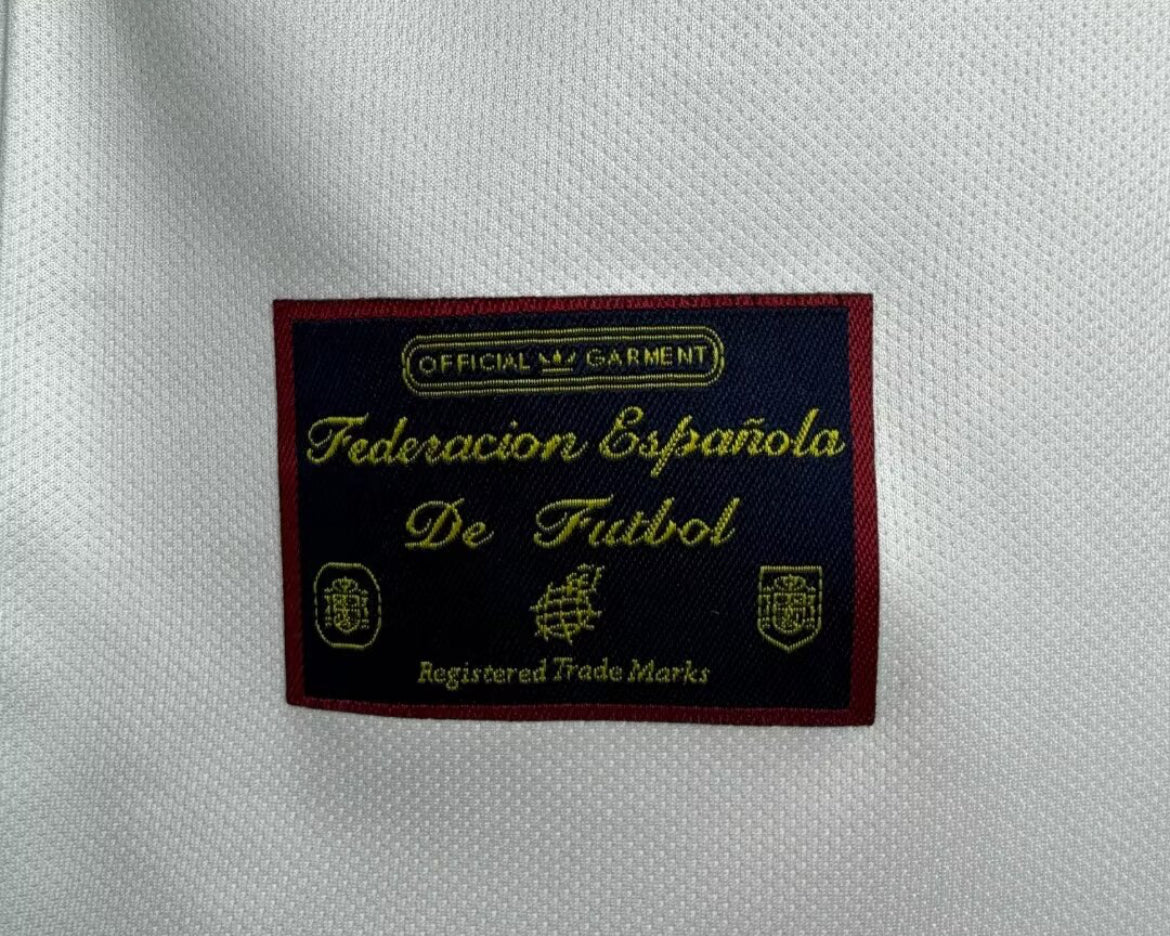 OFFICIAL GARMENT
Federacion Española
De Futbol
Registered Trade Marks